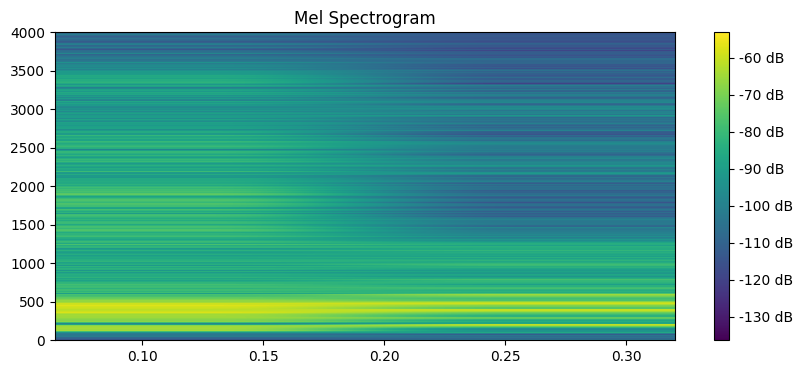 Mel Spectrogram
4000
3500
3000
2500
2000
1500
1000
500
0
0.10 0.15 0.20 0.25 0.30
-60 dB
-70 dB
-80 dB
-90 dB
-100 dB
-110 dB
-120 dB
-130 dB